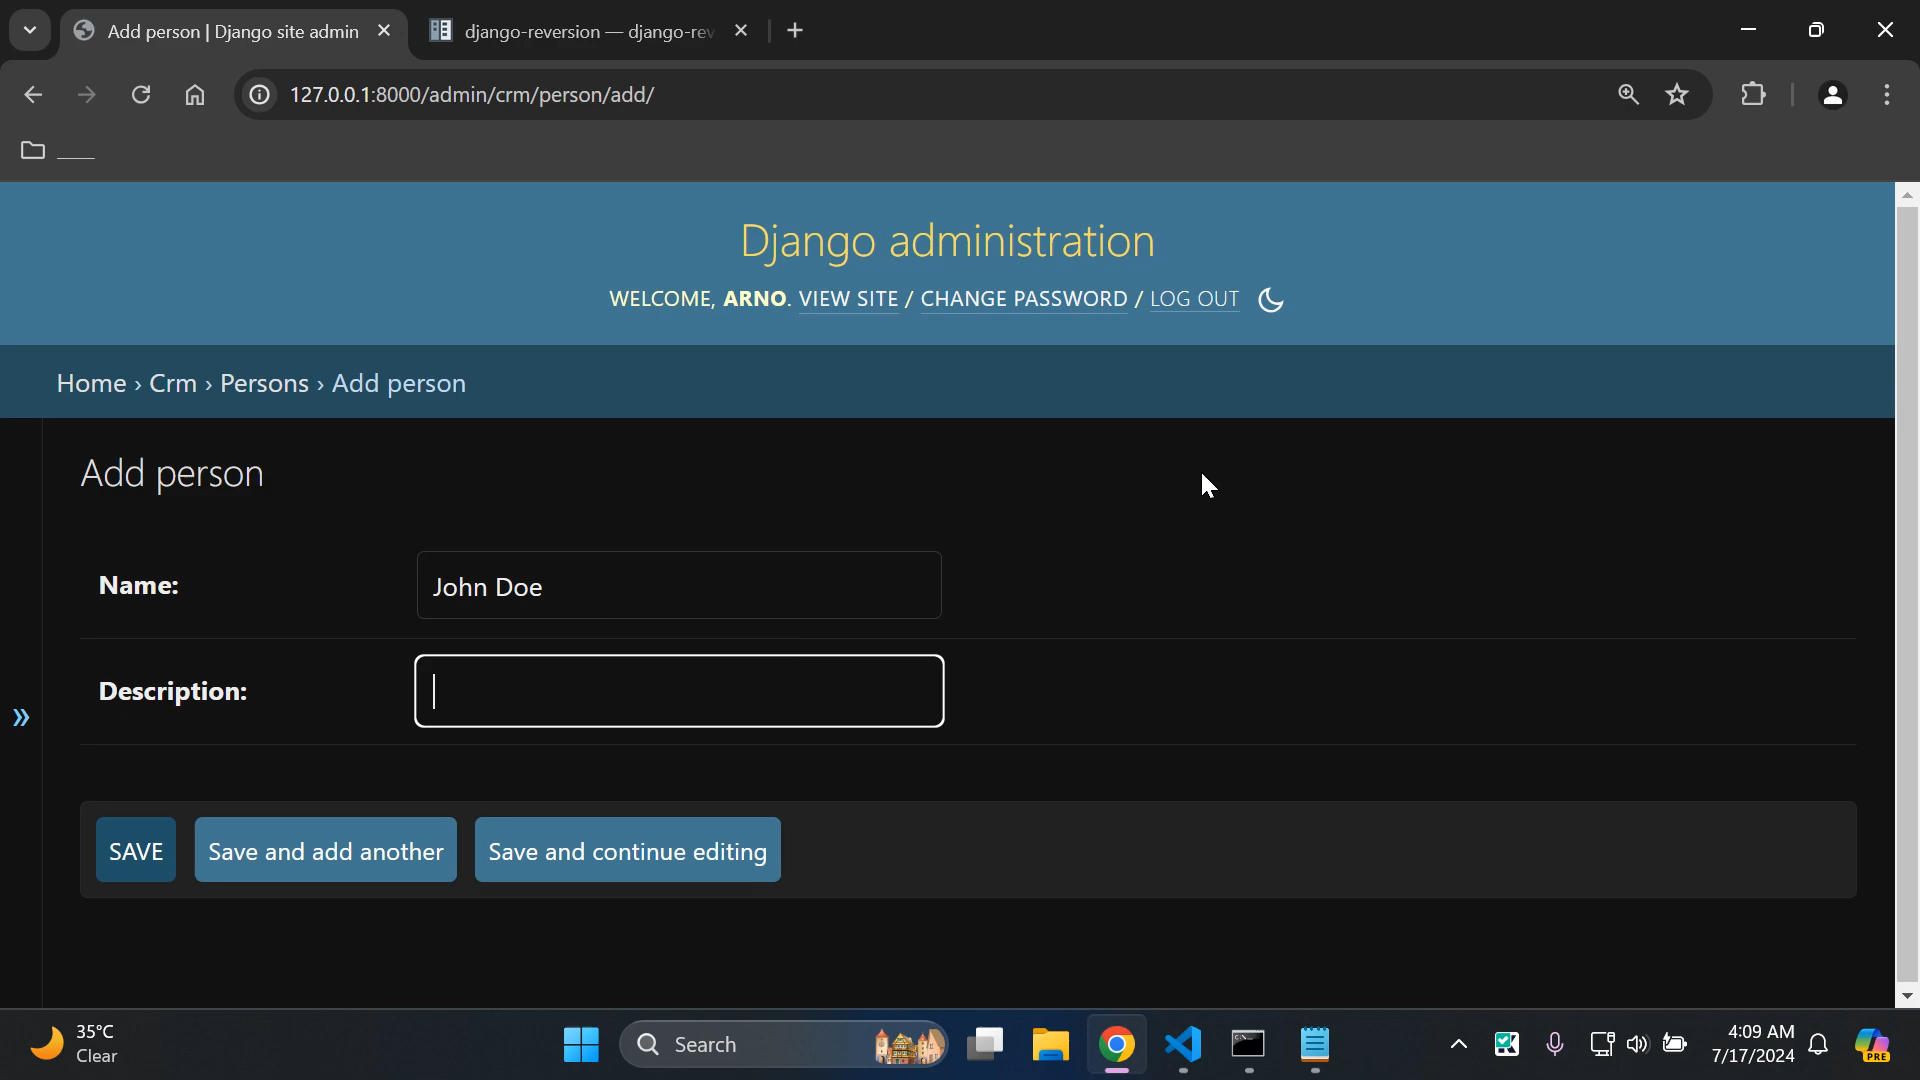 Add person | Django site admin
django-reversion — django-rev
127.0.0.1:8000/admin/crm/person/add/
____
Django administration
WELCOME, ARNO. VIEW SITE / CHANGE PASSWORD / LOG OUT
Home › Crm › Persons › Add person
Add person
Name:
John Doe
Description:
»
SAVE
Save and add another
Save and continue editing
35°C
Clear
Search
4:09 AM
7/17/2024
PRE